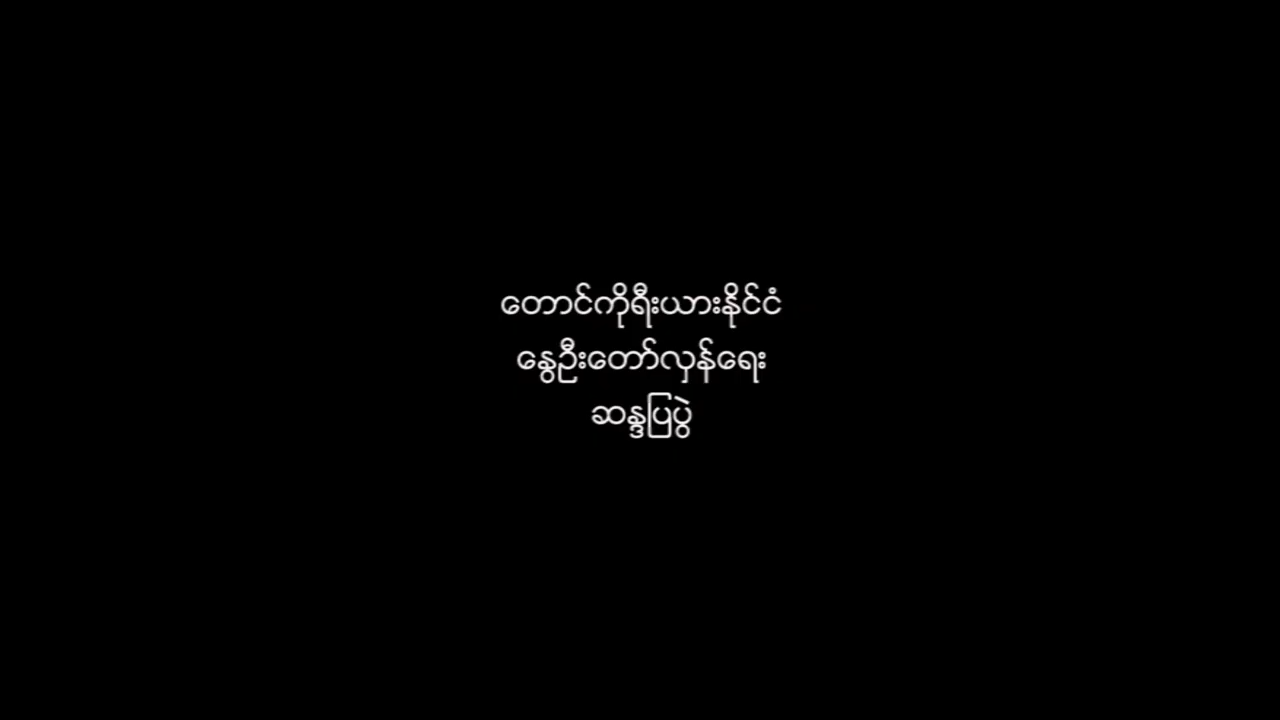 တောင်ကိုရီးယားနိုင်ငံ
နွေဦးတော်လှန်ရေး
ဆန္ဒပြပွဲ